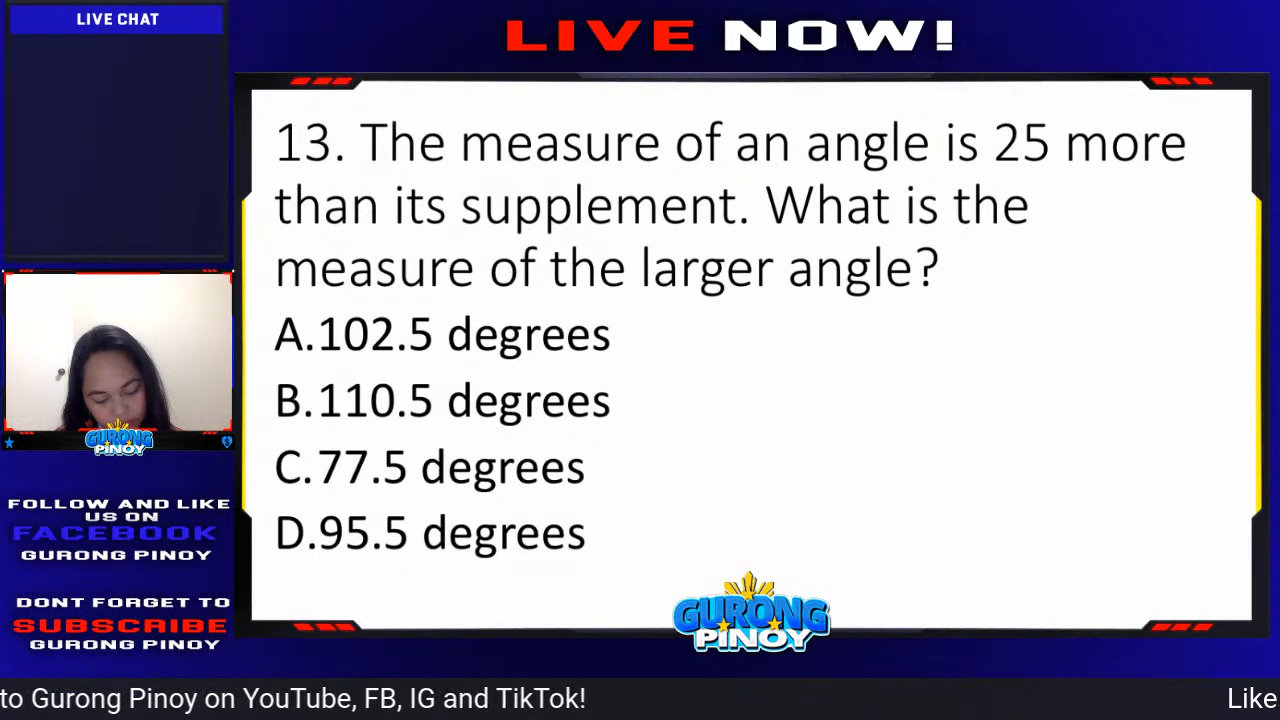 LIVE CHAT
LIVE NOW!
13. The measure of an angle is 25 more
than its supplement. What is the
measure of the larger angle?
A.102.5 degrees
B.110.5 degrees
C.77.5 degrees
D.95.5 degrees
GURONG
PINOY
FOLLOW AND LIKE
US ON
FACEBOOK
GURONG PINOY
DONT FORGET TO
SUBSCRIBE
GURONG PINOY
GURONG
PINOY
to Gurong Pinoy on YouTube, FB, IG and TikTok! Like